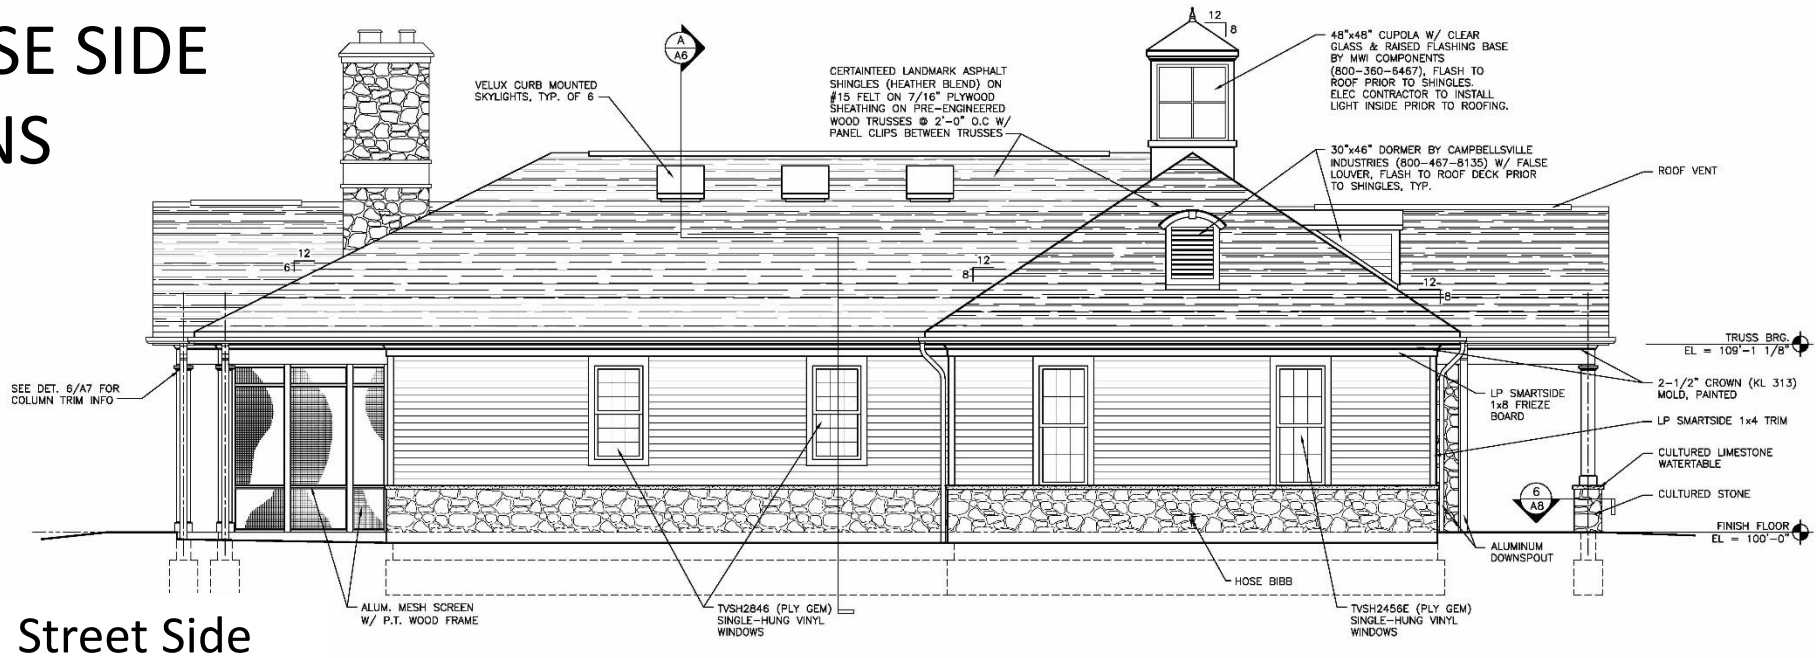 SE SIDE
NS
A
A6
VELUX CURB MOUNTED
SKYLIGHTS, TYP. OF 6
CERTAINTEED LANDMARK ASPHALT
SHINGLES (HEATHER BLEND) ON
#15 FELT ON 7/16" PLYWOOD
SHEATHING ON PRE-ENGINEERED
WOOD TRUSSES @ 2'-0" O.C W/
PANEL CLIPS BETWEEN TRUSSES
12
8
48"x48" CUPOLA W/ CLEAR
GLASS & RAISED FLASHING BASE
BY MWI COMPONENTS
(800-360-6467), FLASH TO
ROOF PRIOR TO SHINGLES.
ELEC CONTRACTOR TO INSTALL
LIGHT INSIDE PRIOR TO ROOFING.
30"x46" DORMER BY CAMPBELLSVILLE
INDUSTRIES (800-467-8135) W/ FALSE
LOUVER, FLASH TO ROOF DECK PRIOR
TO SHINGLES, TYP.
ROOF VENT
12
6
12
8
12
8
TRUSS BRG.
EL = 109'-1 1/8"
SEE DET. 6/A7 FOR
COLUMN TRIM INFO
2-1/2" CROWN (KL 313)
MOLD, PAINTED
LP SMARTSIDE
1x8 FRIEZE
BOARD
LP SMARTSIDE 1x4 TRIM
CULTURED LIMESTONE
WATERTABLE
CULTURED STONE
6
A8
FINISH FLOOR
EL = 100'-0"
ALUMINUM
DOWNSPOUT
HOSE BIBB
ALUM. MESH SCREEN
W/ P.T. WOOD FRAME
TVSH2846 (PLY GEM)
SINGLE-HUNG VINYL
WINDOWS
TVSH2456E (PLY GEM)
SINGLE-HUNG VINYL
WINDOWS
Street Side